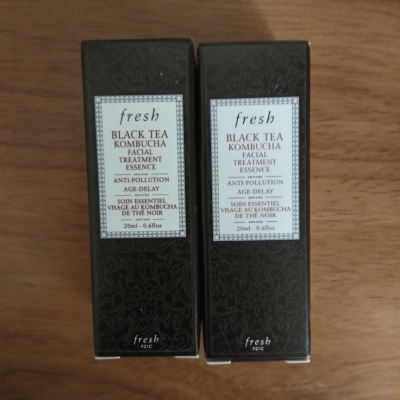 fresh
BLACK TEA
KOMBUCHA
FACIAL
TREATMENT
ESSENCE
ANTI-POLLUTION
AGE-DELAY
SOIN ESSENTIEL
VISAGE AU KOMBUCHA
DE THÉ NOIR
20ml - 0.6floz
fresh
fresh
BLACK TEA
KOMBUCHA
FACIAL
TREATMENT
ESSENCE
ANTI-POLLUTION
AGE-DELAY
SOIN ESSENTIEL
VISAGE AU KOMBUCHA
DE THÉ NOIR
20ml - 0.6floz
fresh